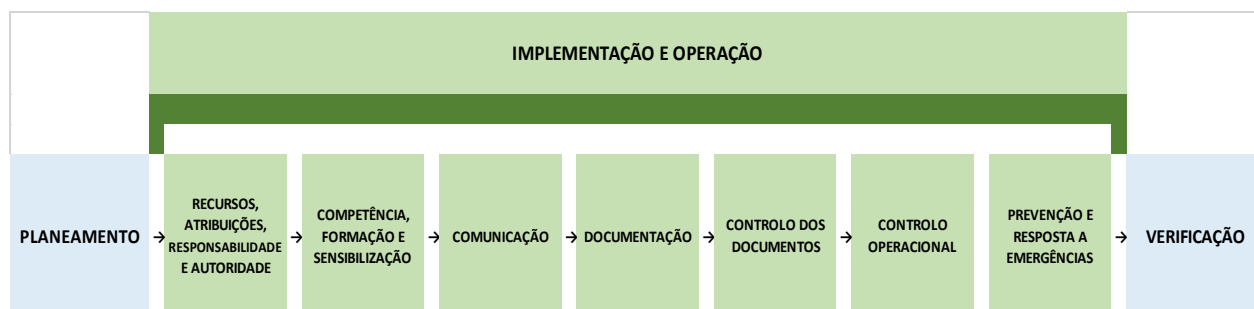 IMPLEMENTAÇÃO E OPERAÇÃO
PLANEAMENTO
RECURSOS,
ATRIBUIÇÕES,
RESPONSABILIDADE
E AUTORIDADE
COMPETÊNCIA,
FORMAÇÃO E
SENSIBILIZAÇÃO
COMUNICAÇÃO
DOCUMENTAÇÃO
CONTROLO DOS
DOCUMENTOS
CONTROLO
OPERACIONAL
PREVENÇÃO E
RESPOSTA A
EMERGÊNCIAS
VERIFICAÇÃO